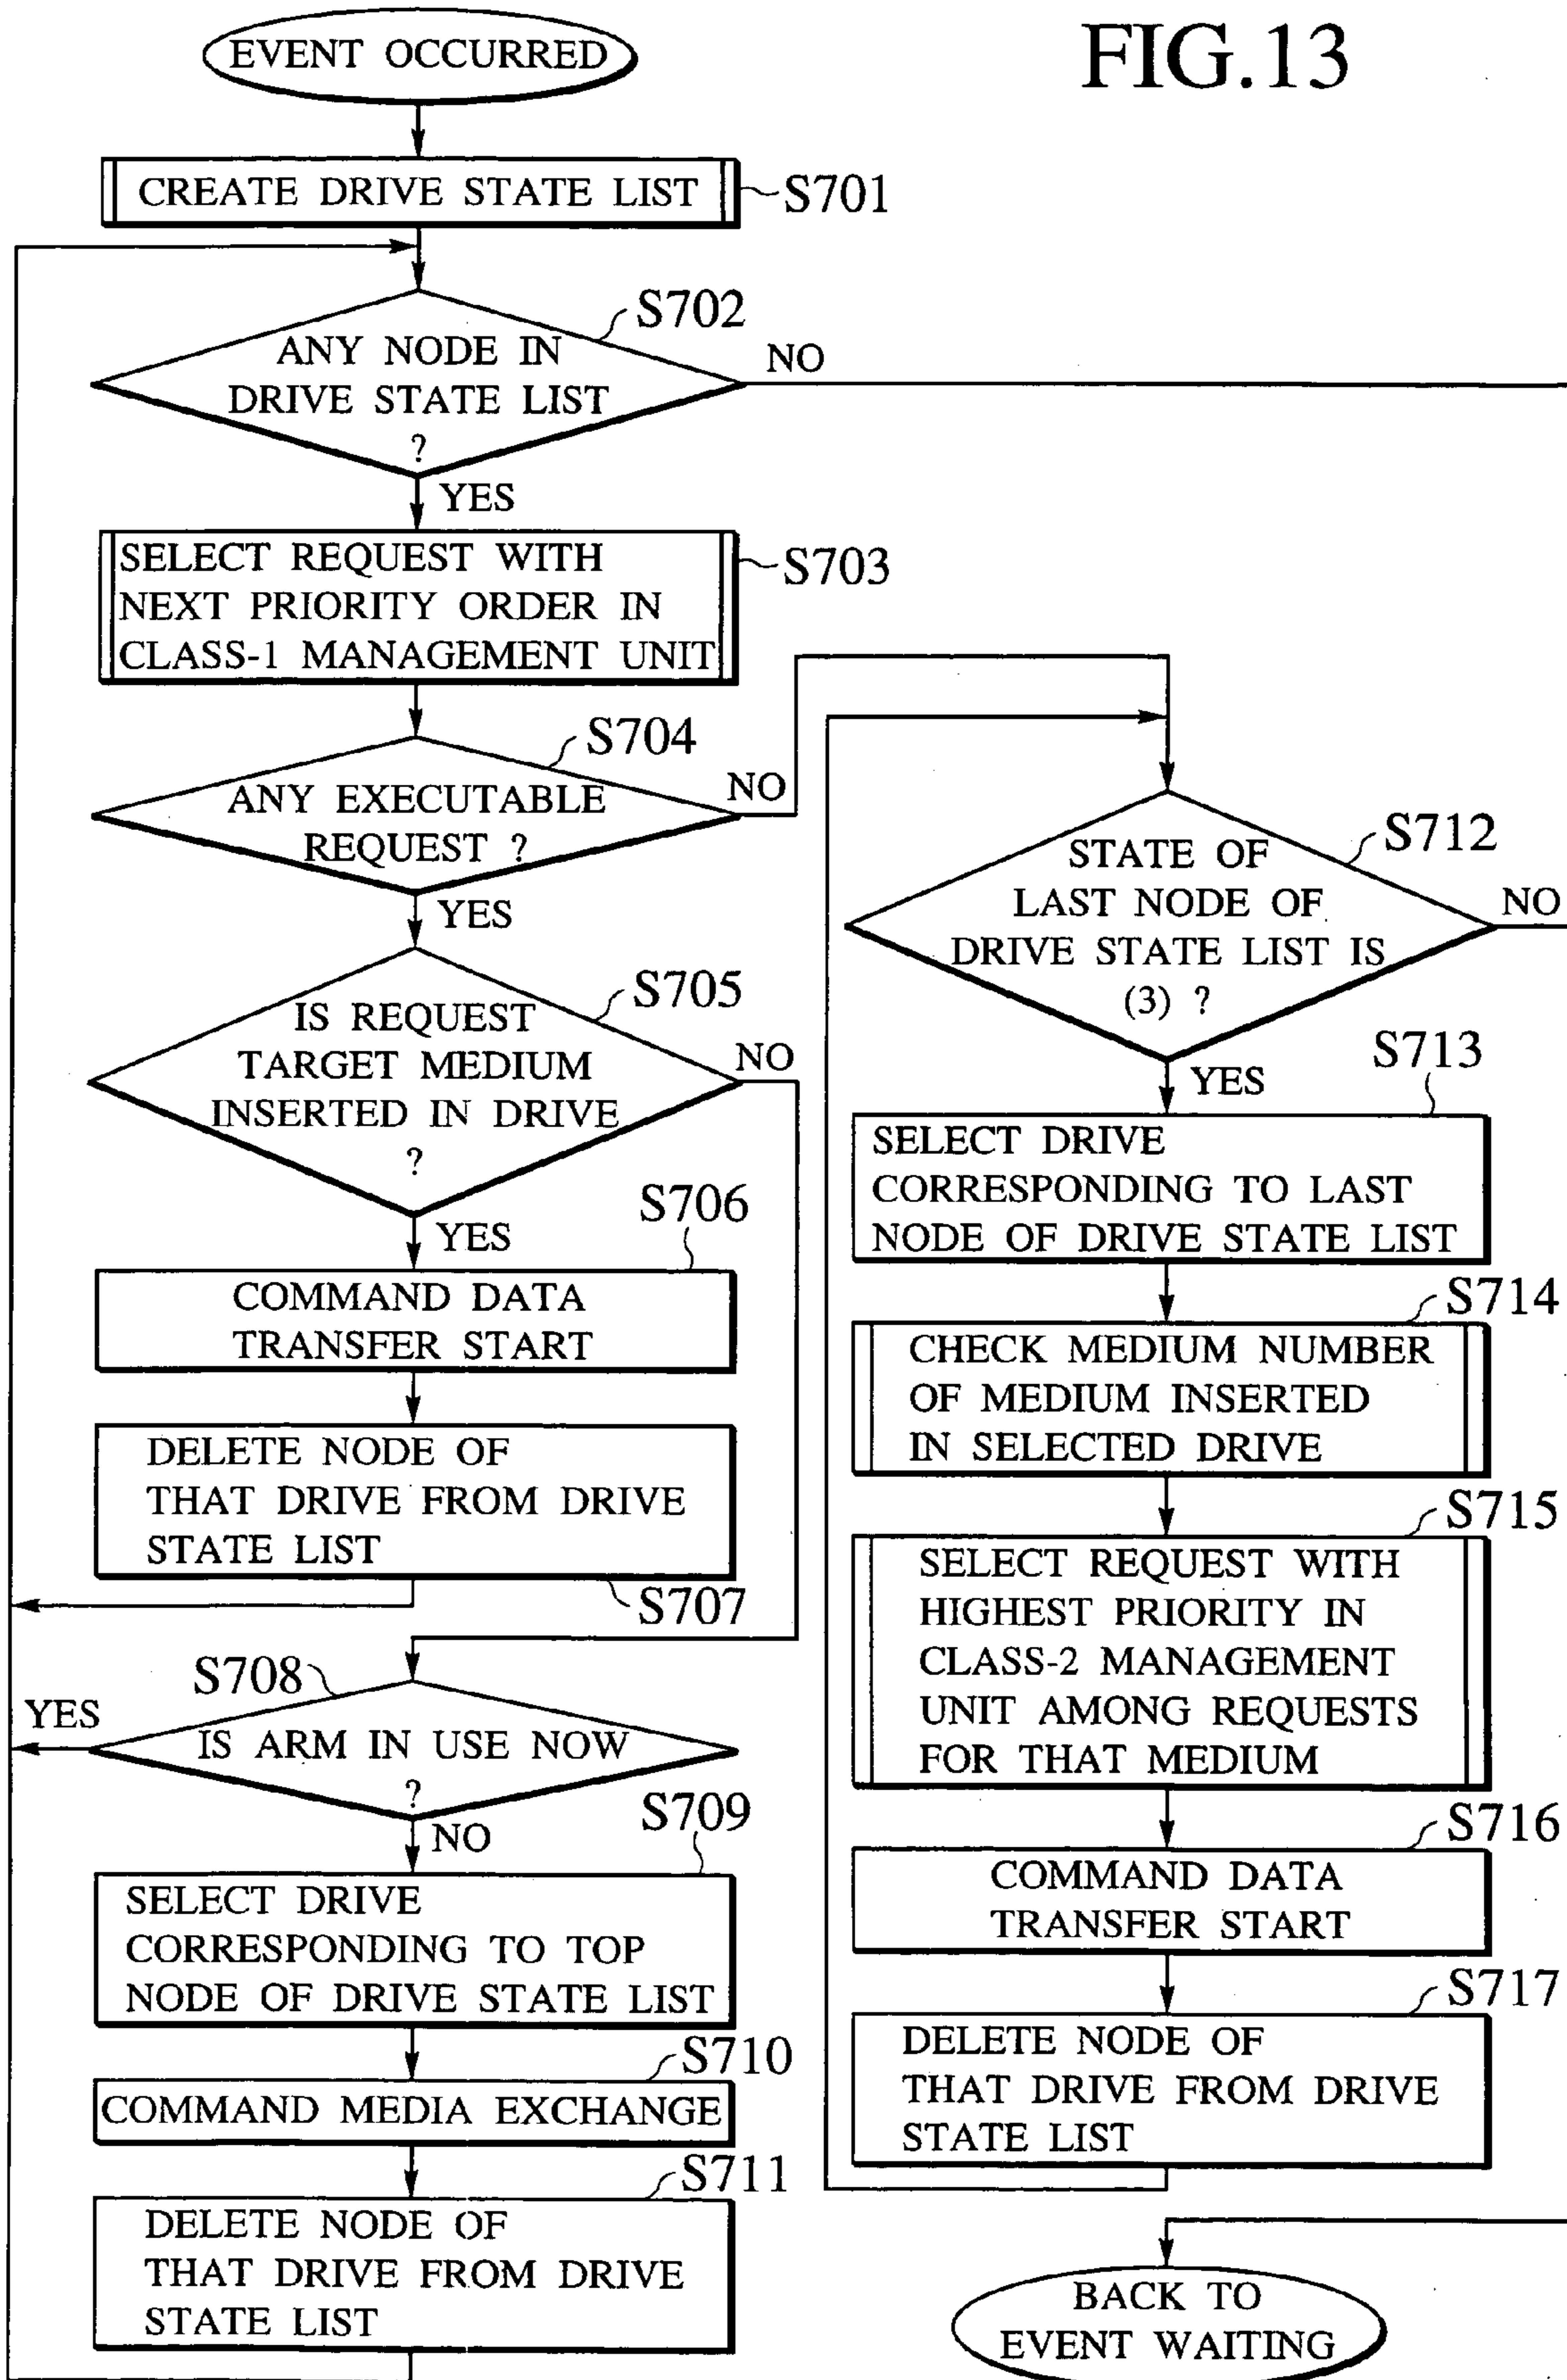 FIG.13
EVENT OCCURRED
CREATE DRIVE STATE LIST
S701
S702
ANY NODE IN
DRIVE STATE LIST
?
NO
YES
SELECT REQUEST WITH
NEXT PRIORITY ORDER IN
CLASS-1 MANAGEMENT UNIT
S703
S704
ANY EXECUTABLE
REQUEST ?
NO
YES
S705
IS REQUEST
TARGET MEDIUM
INSERTED IN DRIVE
?
NO
YES
S706
COMMAND DATA
TRANSFER START
DELETE NODE OF
THAT DRIVE FROM DRIVE
STATE LIST
S707
S708
YES
IS ARM IN USE NOW
?
NO
S709
SELECT DRIVE
CORRESPONDING TO TOP
NODE OF DRIVE STATE LIST
S710
COMMAND MEDIA EXCHANGE
S711
DELETE NODE OF
THAT DRIVE FROM DRIVE
STATE LIST
S712
STATE OF
LAST NODE OF
DRIVE STATE LIST IS
(3) ?
NO
YES
S713
SELECT DRIVE
CORRESPONDING TO LAST
NODE OF DRIVE STATE LIST
S714
CHECK MEDIUM NUMBER
OF MEDIUM INSERTED
IN SELECTED DRIVE
S715
SELECT REQUEST WITH
HIGHEST PRIORITY IN
CLASS-2 MANAGEMENT
UNIT AMONG REQUESTS
FOR THAT MEDIUM
S716
COMMAND DATA
TRANSFER START
S717
DELETE NODE OF
THAT DRIVE FROM DRIVE
STATE LIST
BACK TO
EVENT WAITING